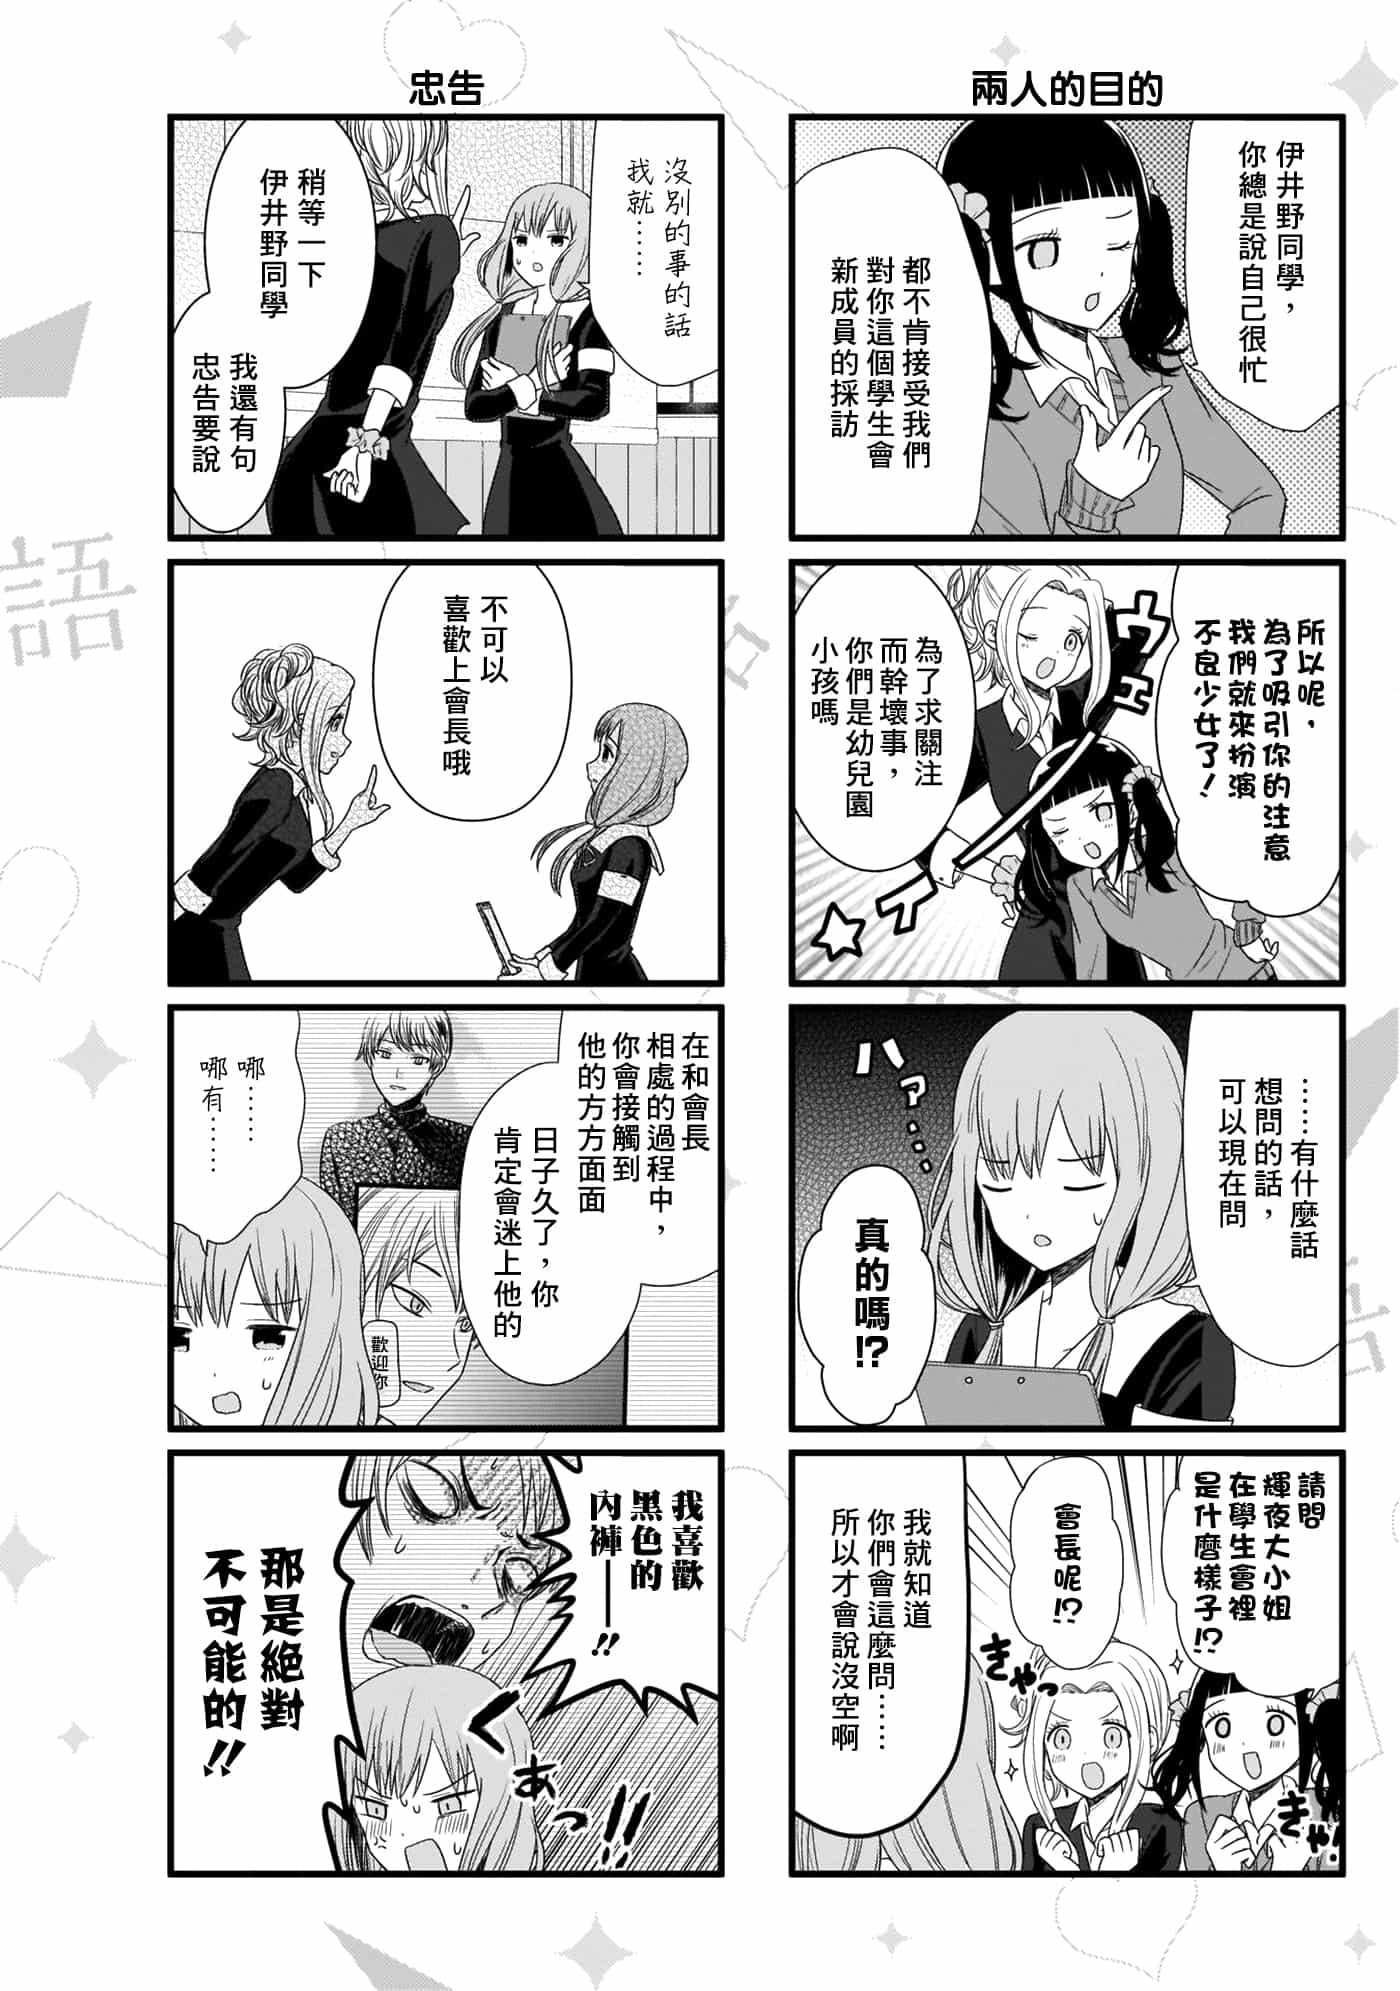 兩人的目的
伊井野同學，
你總是說自己很忙
都不肯接受我們
對你這個學生會
新成員的採訪
所以呢，
為了吸引你的注意
我們就來扮演
不良少女了！
ウェーイ☆
為了求關注
而幹壞事，
你們是幼兒園
小孩嗎
……有什麼話
想問的話，
可以現在問
ハァ…
真的嗎!?
請問
輝夜大小姐
在學生會裡
是什麼樣子!?
會長呢!?
きゃっ
きゃ！
我就知道
你們會這麼問……
所以才會說沒空啊
忠告
沒別的事的話
我就……
稍等一下
伊井野同學
我還有句
忠告要說
不可以
喜歡上會長哦
在和會長
相處的過程中，
你會接觸到
他的方方面面
日子久了，你
肯定會迷上他的
歡迎你
哪……
哪有……
我喜歡
黑色的
內褲——!!
くあっ!!
那是絕對
不可能的!!
語